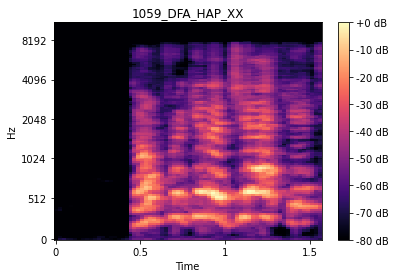 1059_DFA_HAP_XX
+0 dB
8192
-10 dB
4096
-20 dB
-30 dB
2048
Hz
-40 dB
1024
-50 dB
512
-60 dB
-70 dB
0
-80 dB
0
0.5
1
1.5
Time